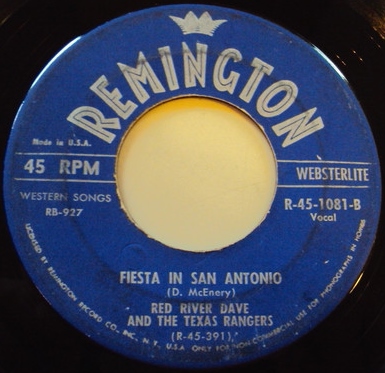 REMINGTON
Made in U.S.A.
45 RPM
WEBSTERLITE
WESTERN SONGS
RB-927
R-45-1081-B
Vocal
FIESTA IN SAN ANTONIO
(D. McEnery)
RED RIVER DAVE
AND THE TEXAS RANGERS
(R-45-391)
LICENSED BY REMINGTON RECORD CO., INC., N. Y. U.S.A. ONLY FOR NON-COMMERCIAL USE FOR PHONOGRAPHS IN HOMES